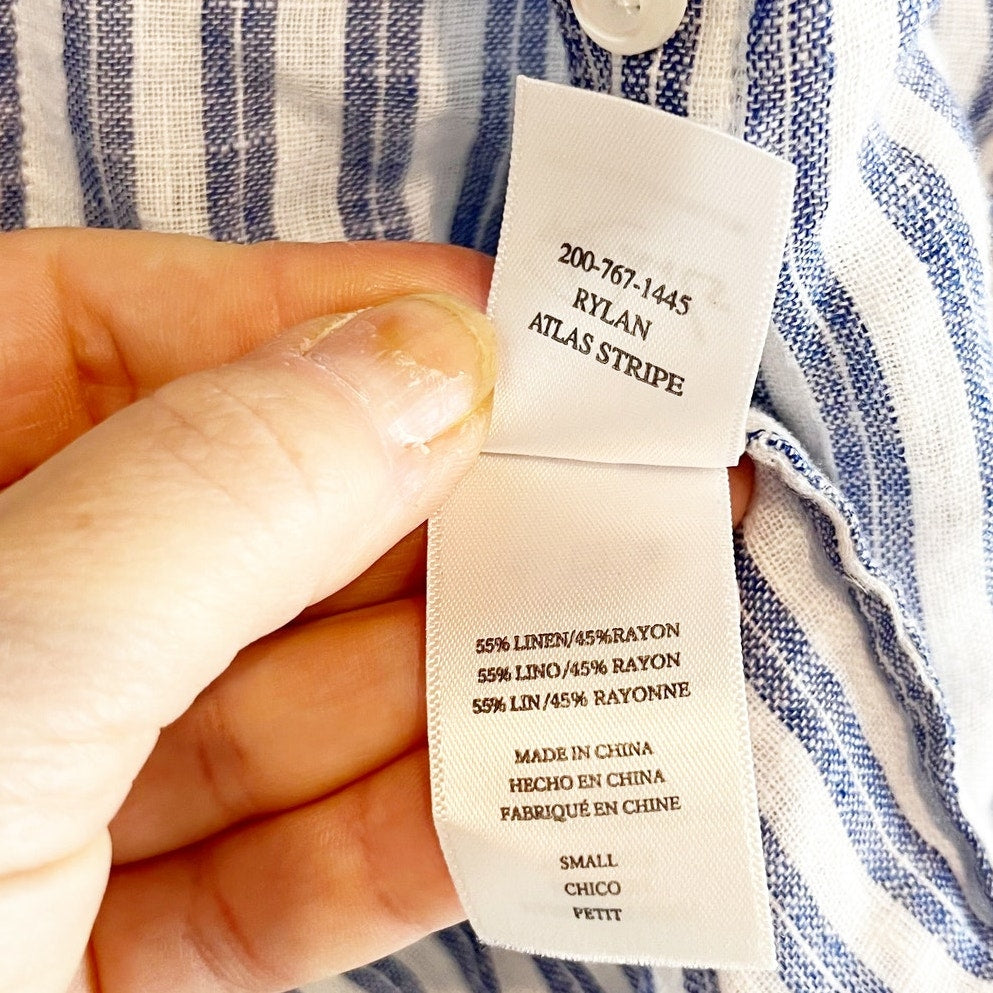 200-767-1445
RYLAN
ATLAS STRIPE
55% LINEN/45%RAYON
55% LINO/45% RAYON
55% LIN/45% RAYONNE
MADE IN CHINA
HECHO EN CHINA
FABRIQUÉ EN CHINE
SMALL
CHICO
PETIT